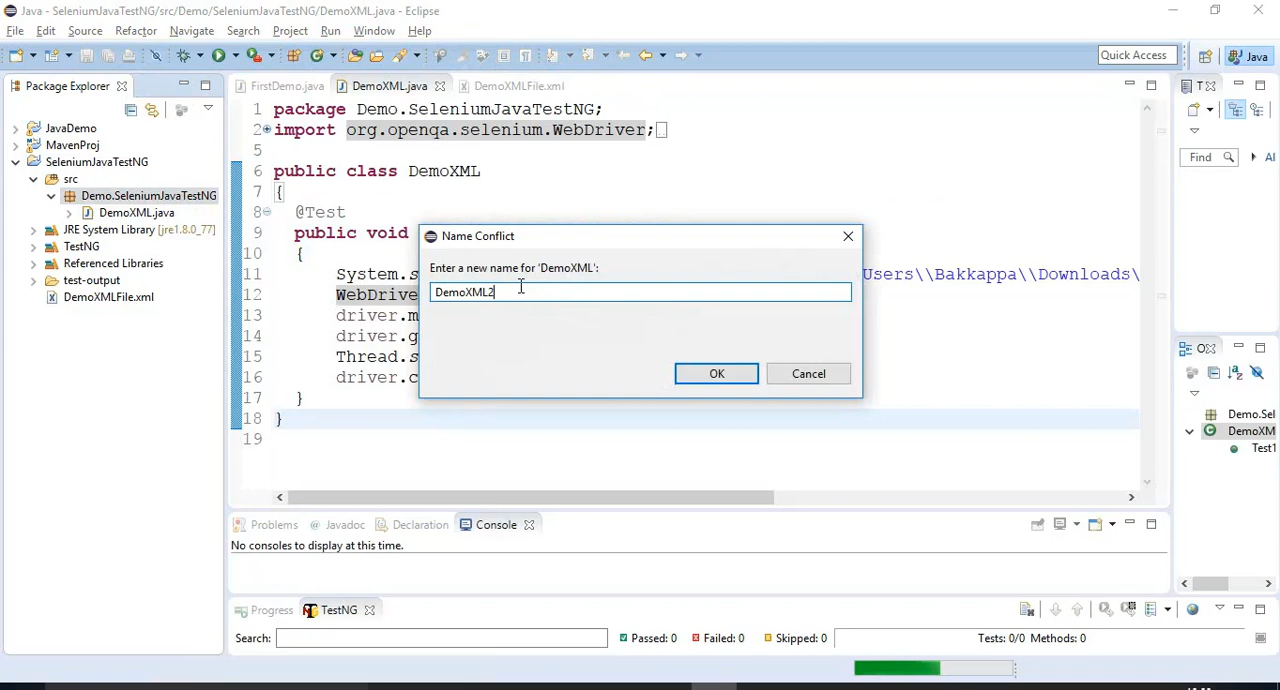 Java - SeleniumJavaTestNG/src/Demo/SeleniumJavaTestNG/DemoXML.java - Eclipse
File Edit Source Refactor Navigate Search Project Run Window Help
Quick Access
Java
Package Explorer
FirstDemo.java
DemoXML.java
DemoXMLFile.xml
JavaDemo
MavenProj
SeleniumJavaTestNG
src
Demo.SeleniumJavaTestNG
DemoXML.java
JRE System Library [jre1.8.0_77]
TestNG
Referenced Libraries
test-output
DemoXMLFile.xml
1 package Demo.SeleniumJavaTestNG;
2 import org.openqa.selenium.WebDriver;
5
6 public class DemoXML
7 {
8 @Test
9 public void
10 {
11 System.s Users\\Bakkappa\\Downloads\
12 WebDrive
13 driver.m
14 driver.g
15 Thread.s
16 driver.c
17 }
18 }
19
Name Conflict
Enter a new name for 'DemoXML':
DemoXML2
OK
Cancel
Find
Al
Demo.Sel
DemoXM
Test1
Problems
@ Javadoc
Declaration
Console
No consoles to display at this time.
Progress
TestNG
Search:
Passed: 0
Failed: 0
Skipped: 0
Tests: 0/0 Methods: 0